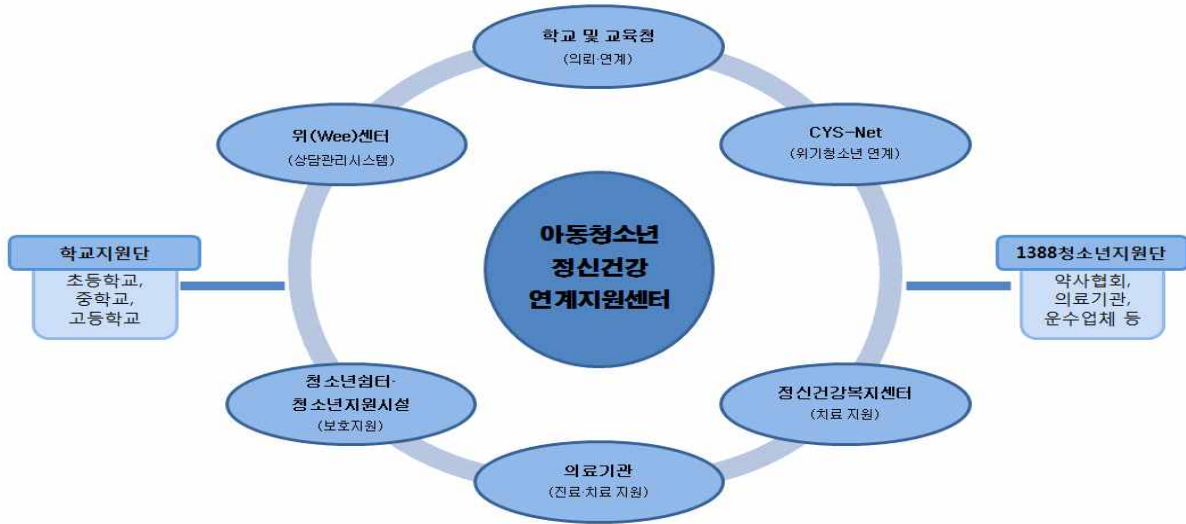 학교 및 교육청
(의뢰·연계)
위(Wee)센터
(상담관리시스템)
CYS-Net
(위기청소년 연계)
아동청소년
정신건강
연계지원센터
학교지원단
초등학교,
중학교,
고등학교
1388청소년지원단
약사협회,
의료기관,
운수업체 등
청소년쉼터·
청소년지원시설
(보호지원)
정신건강복지센터
(치료 지원)
의료기관
(진료·치료 지원)